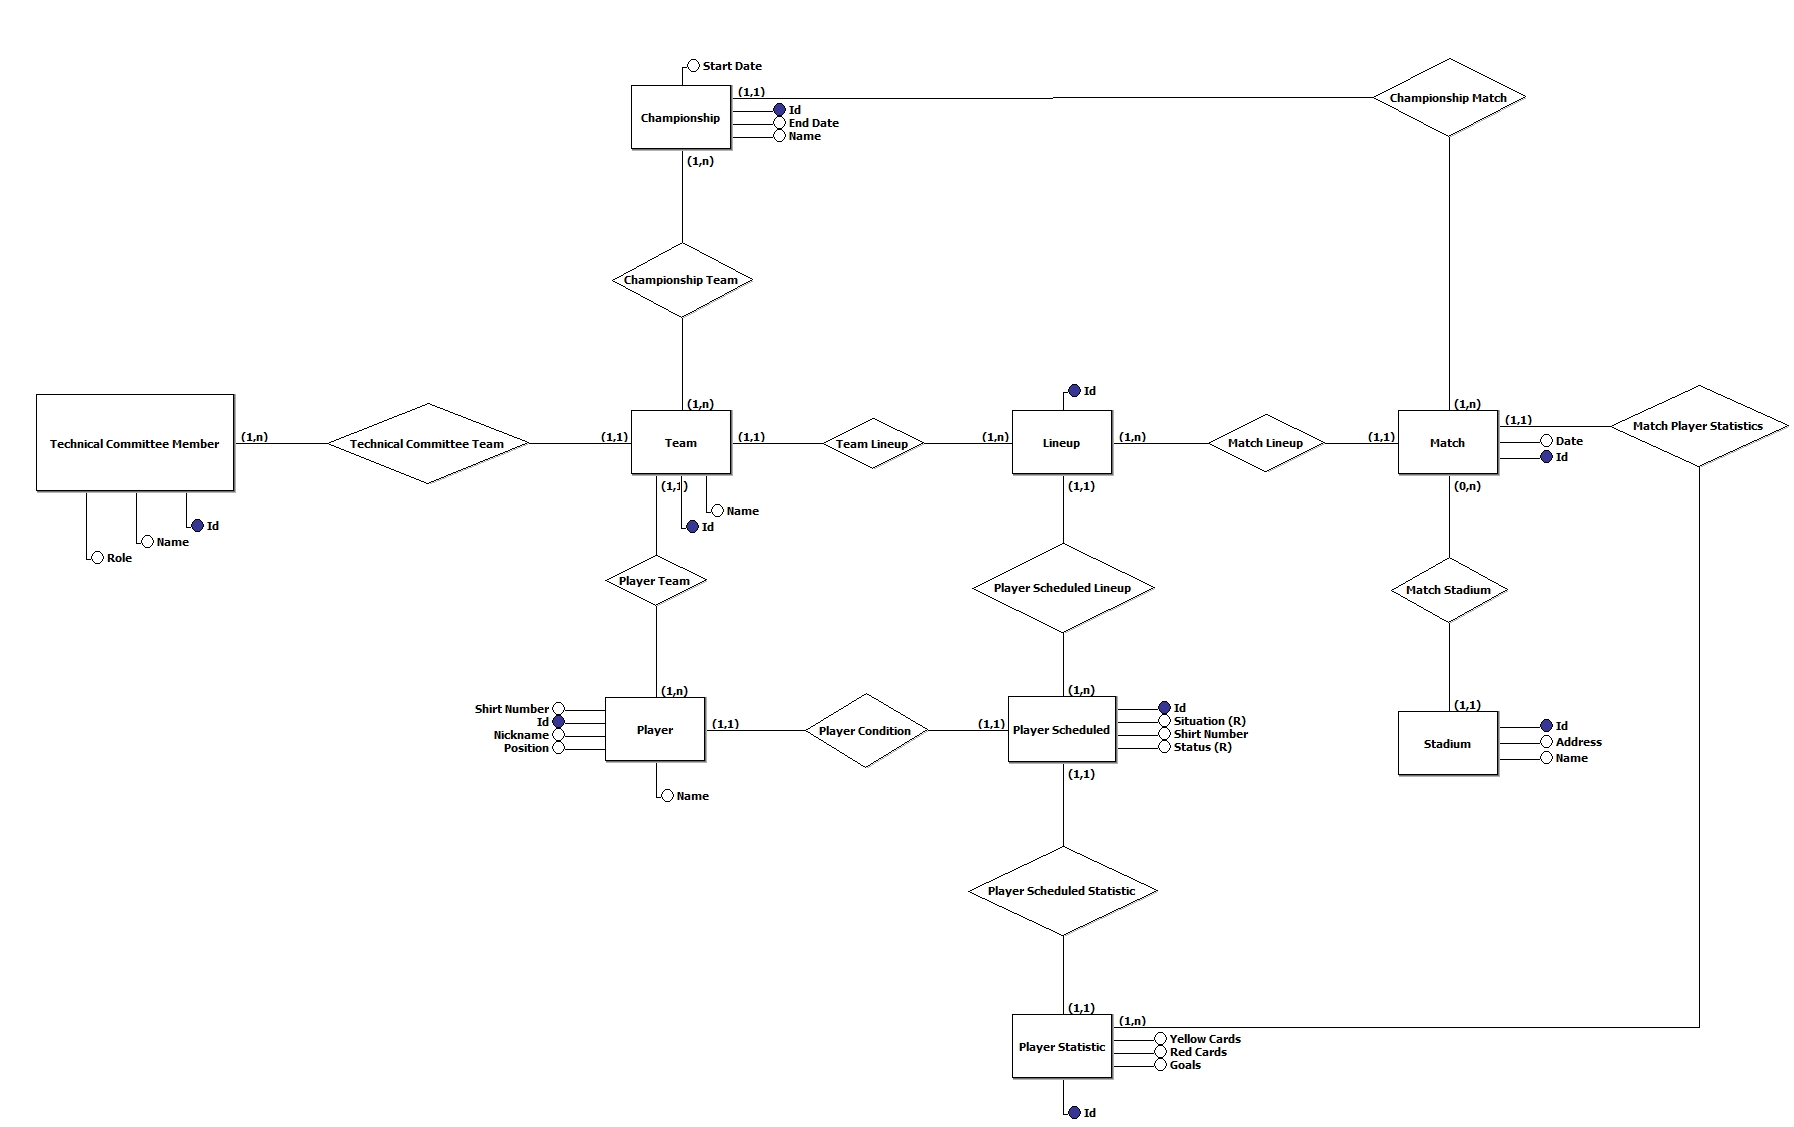 Start Date
(1,1)
Championship Match
Championship
Id
End Date
Name
(1,n)
Championship Team
(1,n)
Id
(1,n)
Technical Committee Member
(1,n)
Technical Committee Team
(1,1)
Team
(1,1)
Team Lineup
(1,n)
Lineup
(1,n)
Match Lineup
(1,1)
Match
(1,1)
Match Player Statistics
Date
Id
(1,1)
Name
Id
(1,1)
(0,n)
Id
Name
Role
Player Team
Player Scheduled Lineup
Match Stadium
(1,n)
(1,n)
(1,1)
Shirt Number
Id
Nickname
Position
Player
(1,1)
Player Condition
(1,1)
Player Scheduled
Id
Situation (R)
Shirt Number
Status (R)
Stadium
Id
Address
Name
Name
(1,1)
Player Scheduled Statistic
(1,1)
(1,n)
Player Statistic
Yellow Cards
Red Cards
Goals
Id